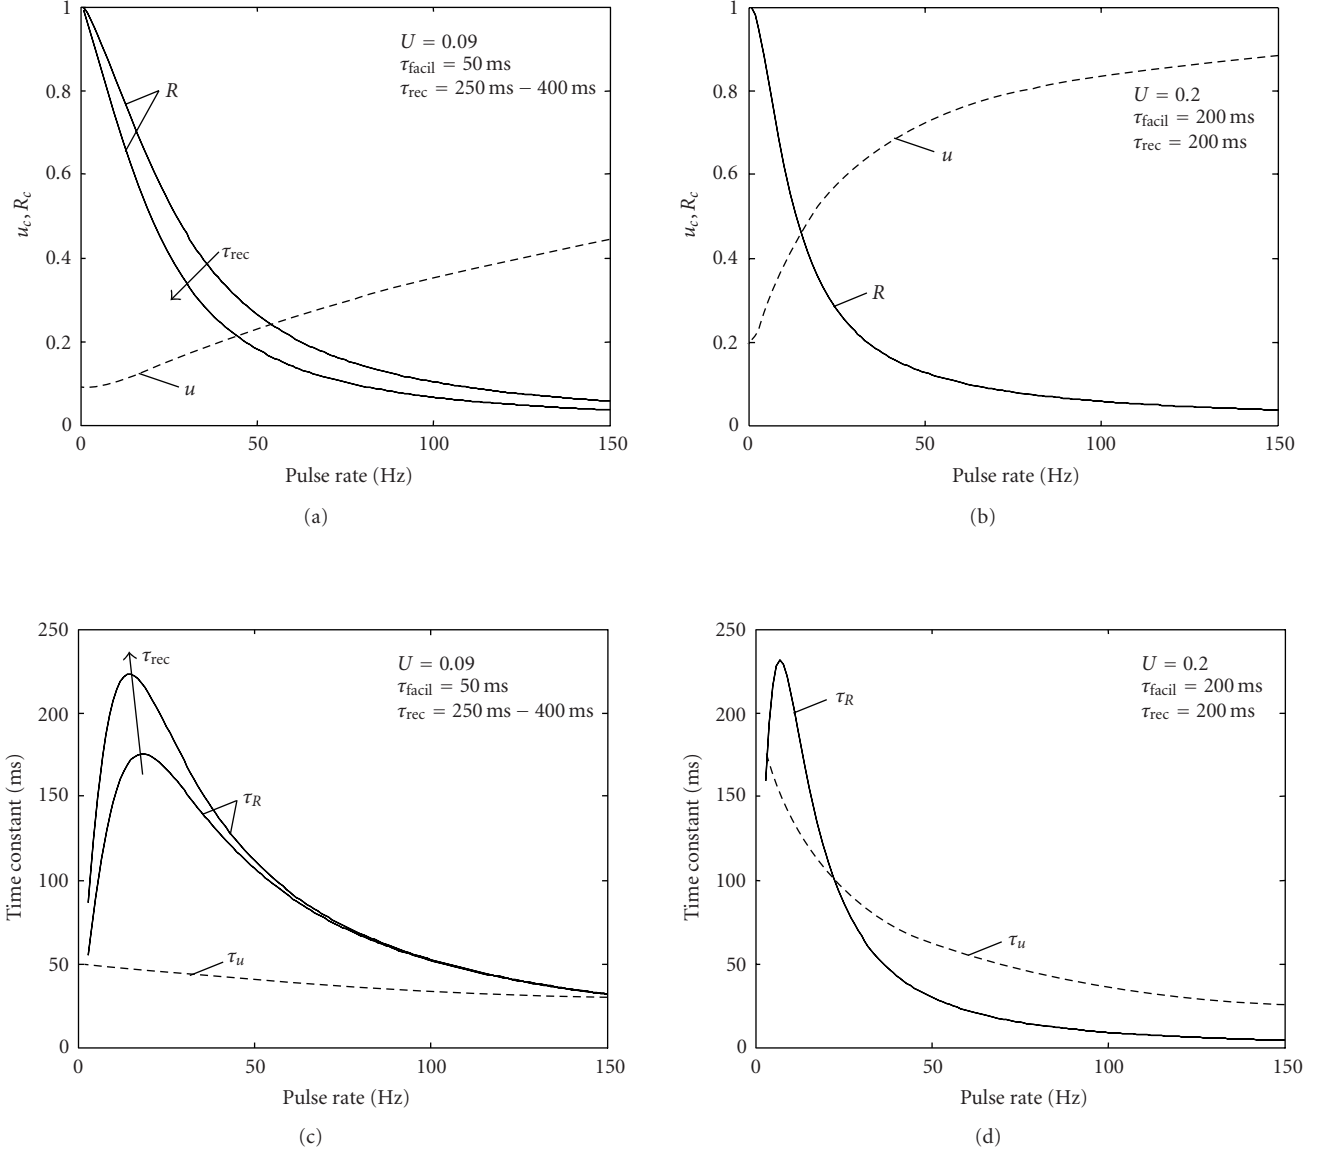 1
0.8
0.6
0.4
0.2
0
u_c, R_c
U = 0.09
τ_facil = 50 ms
τ_rec = 250 ms − 400 ms
R
τ_rec
u
0 50 100 150
Pulse rate (Hz)
(a)
1
0.8
0.6
0.4
0.2
0
u_c, R_c
U = 0.2
τ_facil = 200 ms
τ_rec = 200 ms
u
R
0 50 100 150
Pulse rate (Hz)
(b)
250
200
150
100
50
0
Time constant (ms)
τ_rec
U = 0.09
τ_facil = 50 ms
τ_rec = 250 ms − 400 ms
τ_R
τ_u
0 50 100 150
Pulse rate (Hz)
(c)
250
200
150
100
50
0
Time constant (ms)
U = 0.2
τ_facil = 200 ms
τ_rec = 200 ms
τ_R
τ_u
0 50 100 150
Pulse rate (Hz)
(d)